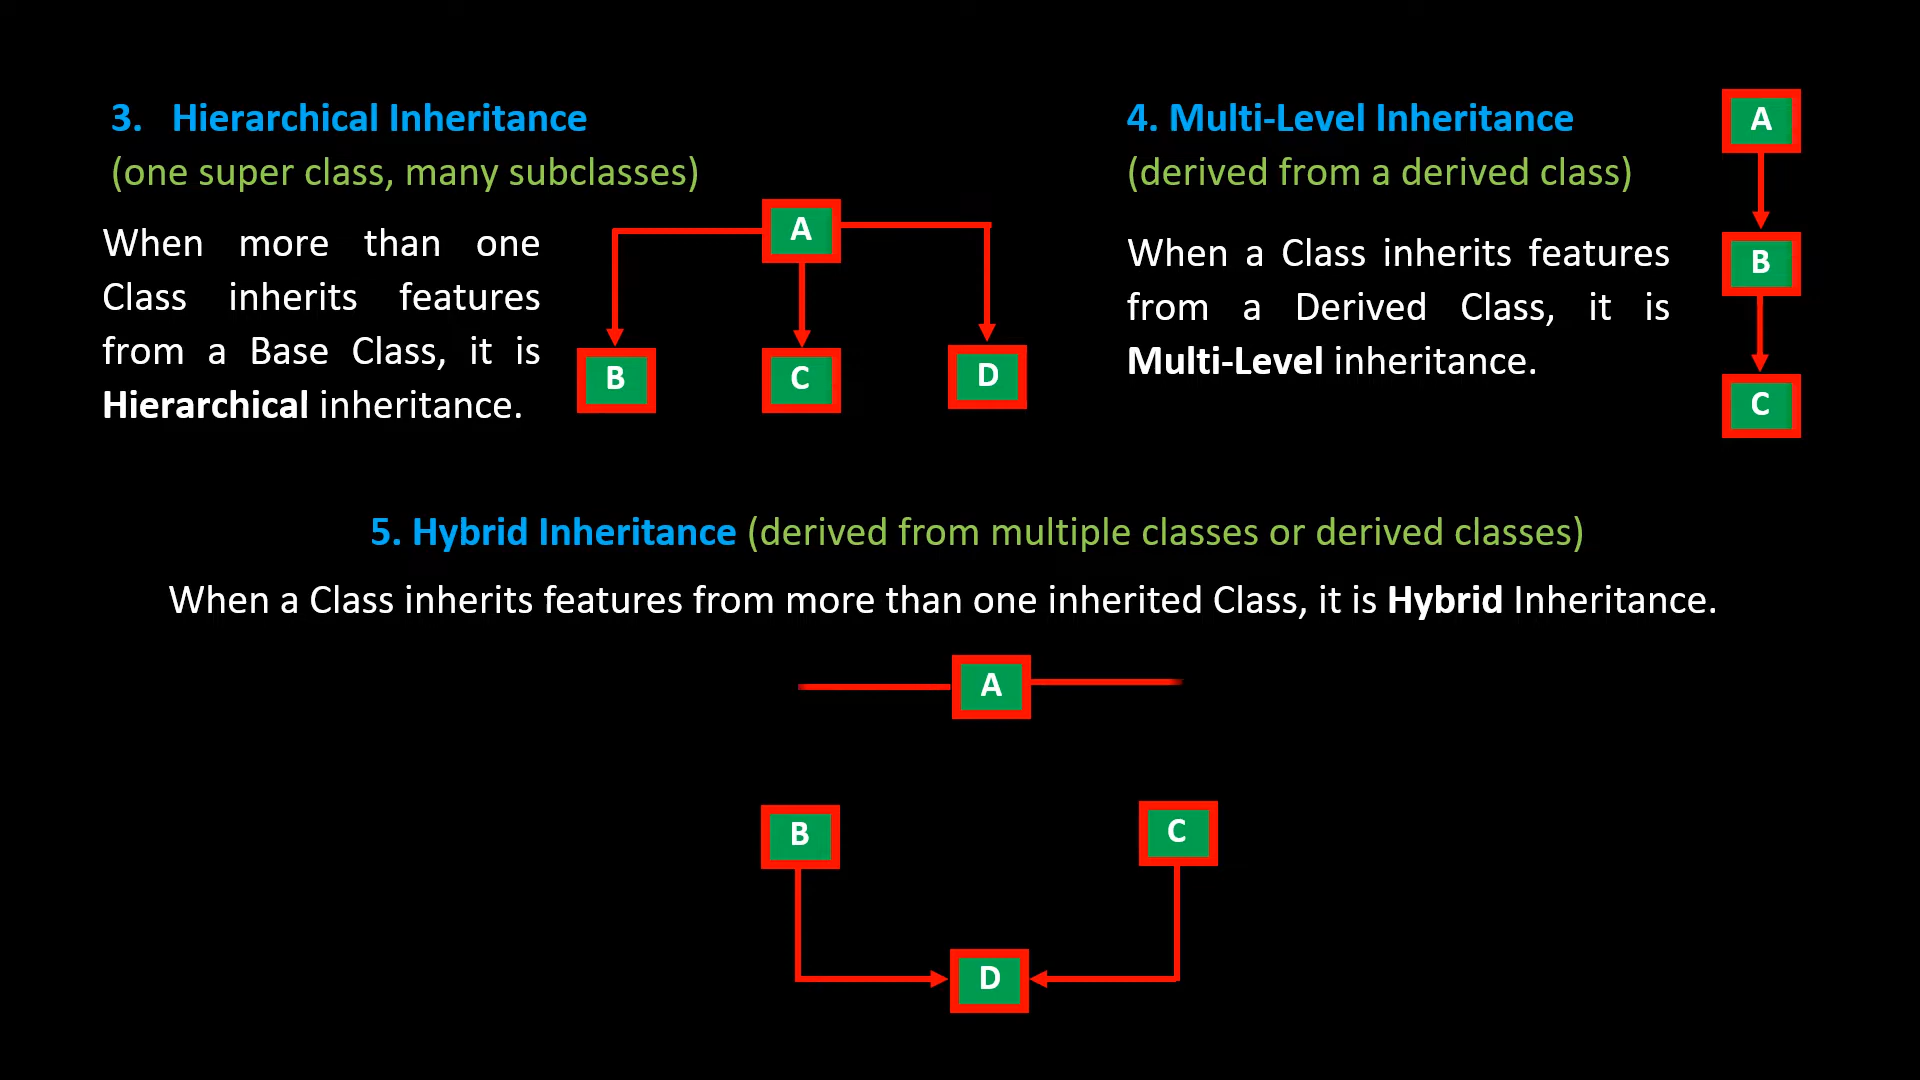 3. Hierarchical Inheritance
(one super class, many subclasses)
When more than one
Class inherits features
from a Base Class, it is
Hierarchical inheritance.
A
B
C
D
4. Multi-Level Inheritance
(derived from a derived class)
When a Class inherits features
from a Derived Class, it is
Multi-Level inheritance.
A
B
C
5. Hybrid Inheritance (derived from multiple classes or derived classes)
When a Class inherits features from more than one inherited Class, it is Hybrid Inheritance.
A
B
C
D